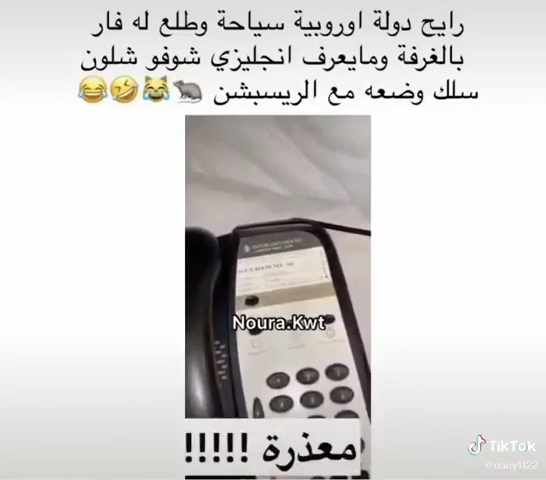 رايح دولة اوروبية سياحة وطلع له فار
بالغرفة ومايعرف انجليزي شوفو شلون
سلك وضعه مع الريسبشن 🐀😹🤣😂
INTERCONTINENTAL
Noura.Kwt
معذرة !!!!!
TikTok